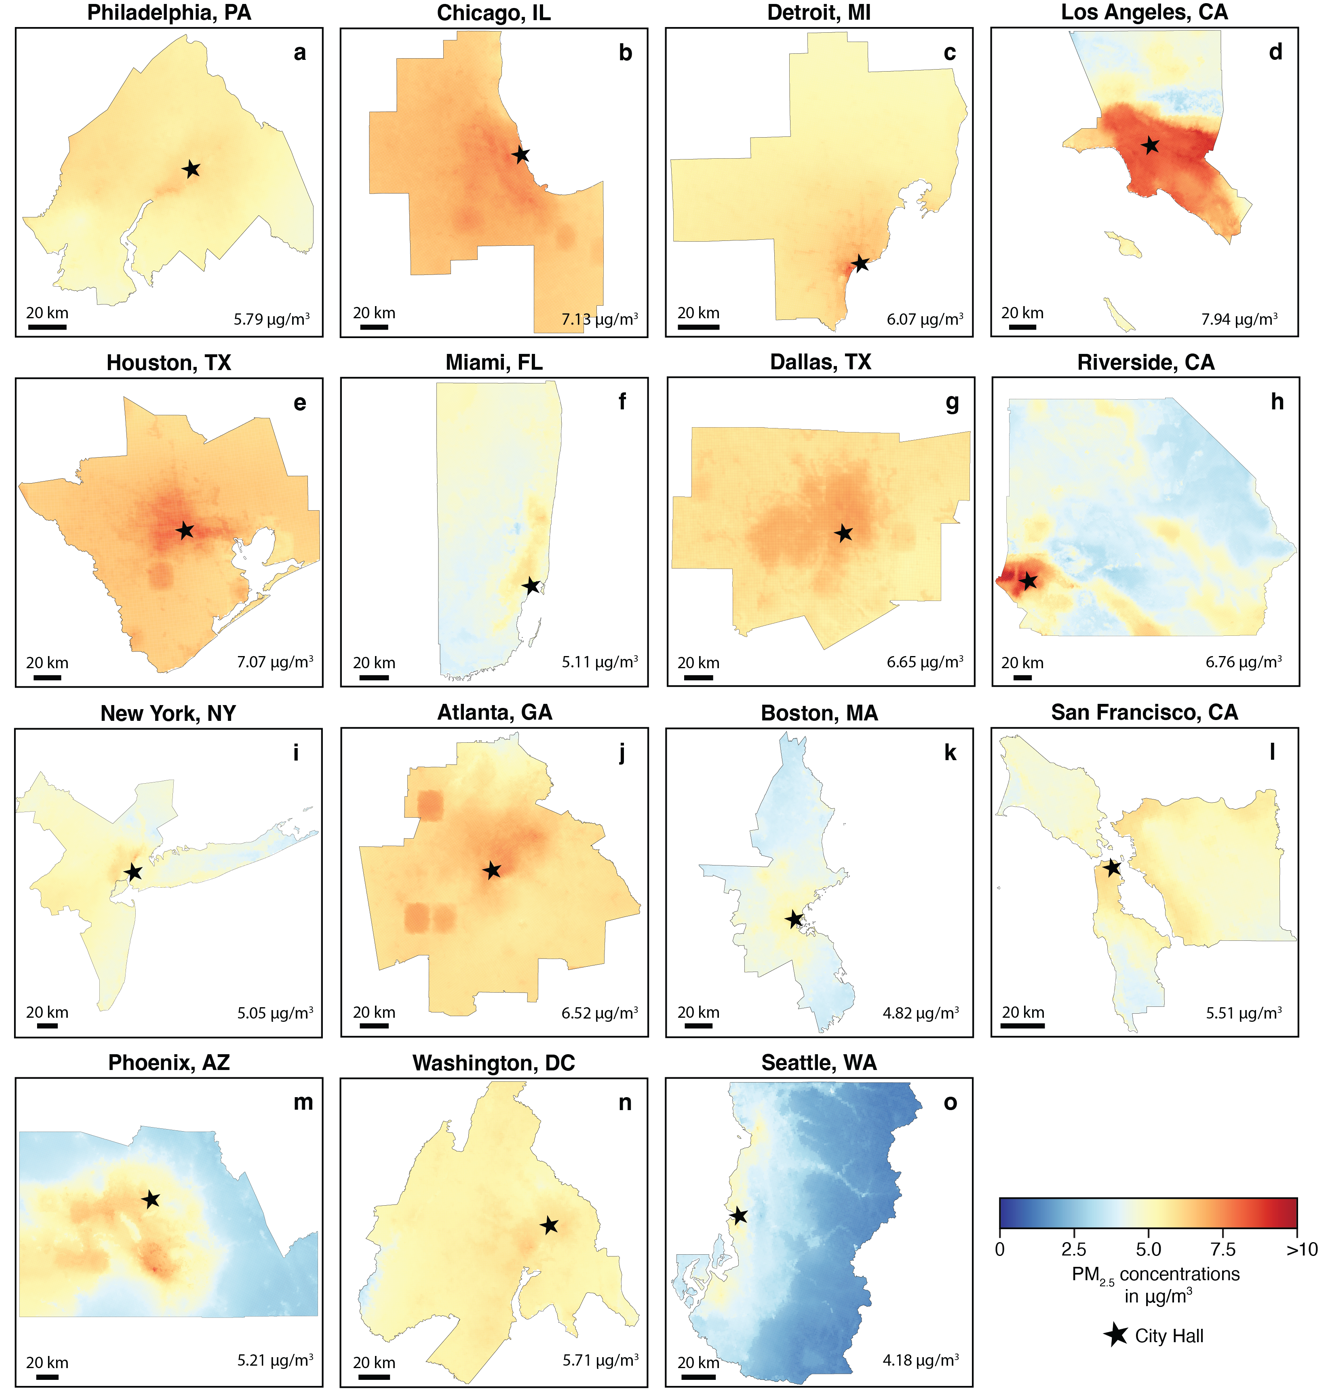 Philadelphia, PA
a
20 km
5.79 µg/m³
Chicago, IL
b
20 km
7.13 µg/m³
Detroit, MI
c
20 km
6.07 µg/m³
Los Angeles, CA
d
20 km
7.94 µg/m³
Houston, TX
e
20 km
7.07 µg/m³
Miami, FL
f
20 km
5.11 µg/m³
Dallas, TX
g
20 km
6.65 µg/m³
Riverside, CA
h
20 km
6.76 µg/m³
New York, NY
i
20 km
5.05 µg/m³
Atlanta, GA
j
20 km
6.52 µg/m³
Boston, MA
k
20 km
4.82 µg/m³
San Francisco, CA
l
20 km
5.51 µg/m³
Phoenix, AZ
m
20 km
5.21 µg/m³
Washington, DC
n
20 km
5.71 µg/m³
Seattle, WA
o
20 km
4.18 µg/m³
0 2.5 5.0 7.5 >10
PM2.5 concentrations
in µg/m³
City Hall